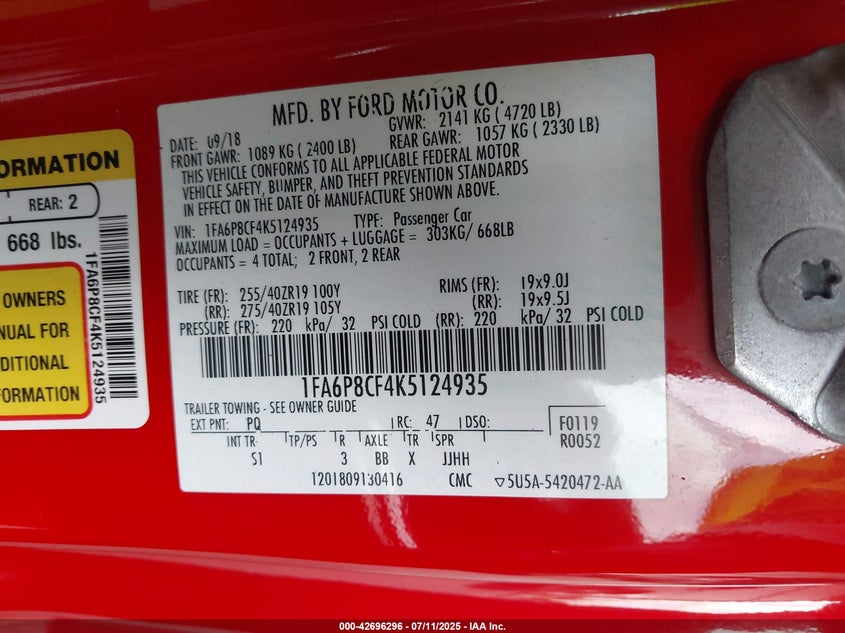 MFD. BY FORD MOTOR CO.
DATE: 09/18
GVWR: 2141 KG ( 4720 LB)
FRONT GAWR: 1089 KG ( 2400 LB)
REAR GAWR: 1057 KG ( 2330 LB)
THIS VEHICLE CONFORMS TO ALL APPLICABLE FEDERAL MOTOR
VEHICLE SAFETY, BUMPER, AND THEFT PREVENTION STANDARDS
IN EFFECT ON THE DATE OF MANUFACTURE SHOWN ABOVE.
VIN: 1FA6P8CF4K5124935 TYPE: Passenger Car
MAXIMUM LOAD = OCCUPANTS + LUGGAGE = 303KG/ 668LB
OCCUPANTS = 4 TOTAL; 2 FRONT, 2 REAR
TIRE (FR): 255/40ZR19 100Y RIMS (FR): 19x9.0J
(RR): 275/40ZR19 105Y (RR): 19x9.5J
PRESSURE (FR): 220 kPa/ 32 PSI COLD (RR): 220 kPa/ 32 PSI COLD
1FA6P8CF4K5124935
TRAILER TOWING - SEE OWNER GUIDE
EXT PNT: PQ RC: 47 DSO:
F0119
R0052
INT TR TP/PS R AXLE TR SPR
S1 3 BB X JJHH
1201809130416 CMC ▽5U5A-5420472-AA
ORMATION
REAR: 2
668 lbs.
OWNERS
NUAL FOR
DDITIONAL
FORMATION
1FA6P8CF4K5124935
000-42696296 - 07/11/2025 - IAA Inc.